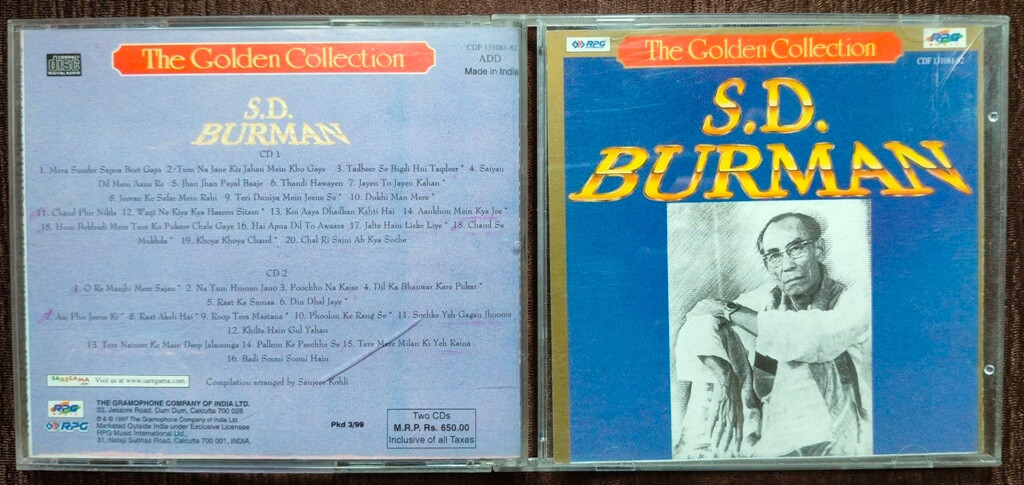 COMPACT
disc
DIGITAL AUDIO
The Golden Collection
CDF 131081-82
ADD
Made in India
S.D.
BURMAN
CD 1
1. Mera Sunder Sapna Beet Gaya 2. Tum Na Jane Kis Jahan Mein Kho Gaye 3. Tadbeer Se Bigdi Hui Taqdeer * 4. Saiyan
Dil Mein Aana Re 5. Jhan Jhan Payal Baaje 6. Thandi Hawayen 7. Jayen To Jayen Kahan *
8. Jeevan Ke Safar Mein Rahi 9. Teri Duniya Mein Jeene Se * 10. Dukhi Man Mere *
11. Chand Phir Nikla 12. Waqt Ne Kiya Kya Haseen Sitam * 13. Koi Aaya Dhadkan Kahti Hai 14. Aankhon Mein Kya Jee *
15. Hum Bekhudi Mein Tum Ko Pukare Chale Gaye 16. Hai Apna Dil To Awaara 17. Jalte Hain Liske Liye * 18. Chand Sa
Mukhda * 19. Khoya Khoya Chand * 20. Chal Ri Sajni Ab Kya Soche
CD 2
1. O Re Manjhi Mere Sajan * 2. Na Tum Humen Jano 3. Poochho Na Kaise 4. Dil Ka Bhanwar Kare Pukar *
5. Raat Ka Samaa 6. Din Dhal Jaye *
7. Aaj Phir Jeene Ki * 8. Raat Akeli Hai * 9. Roop Tera Mastana * 10. Phoolon Ke Rang Se * 11. Sochke Yeh Gagan Jhoome
12. Khilte Hain Gul Yahan
13. Tere Nainon Ke Main Deep Jalaoonga 14. Palkon Ke Peechhe Se 15. Tere Mere Milan Ki Yeh Raina
16. Badi Sooni Sooni Hain
SAREGAMA Visit us at www.saregama.com
Compilation arranged by Sanjeev Kohli
RPG
RPG
THE GRAMOPHONE COMPANY OF INDIA LTD.
33, Jessore Road, Dum Dum, Calcutta 700 028
℗ & © 1997 The Gramophone Company of India Ltd.
Marketed Outside India under Exclusive Licensee
RPG Music International Ltd.,
31, Netaji Subhas Road, Calcutta 700 001, INDIA.
Pkd 3/99
Two CDs
M.R.P. Rs. 650.00
Inclusive of all Taxes
RPG
The Golden Collection
RPG
CDF 131081-82
S.D.
BURMAN